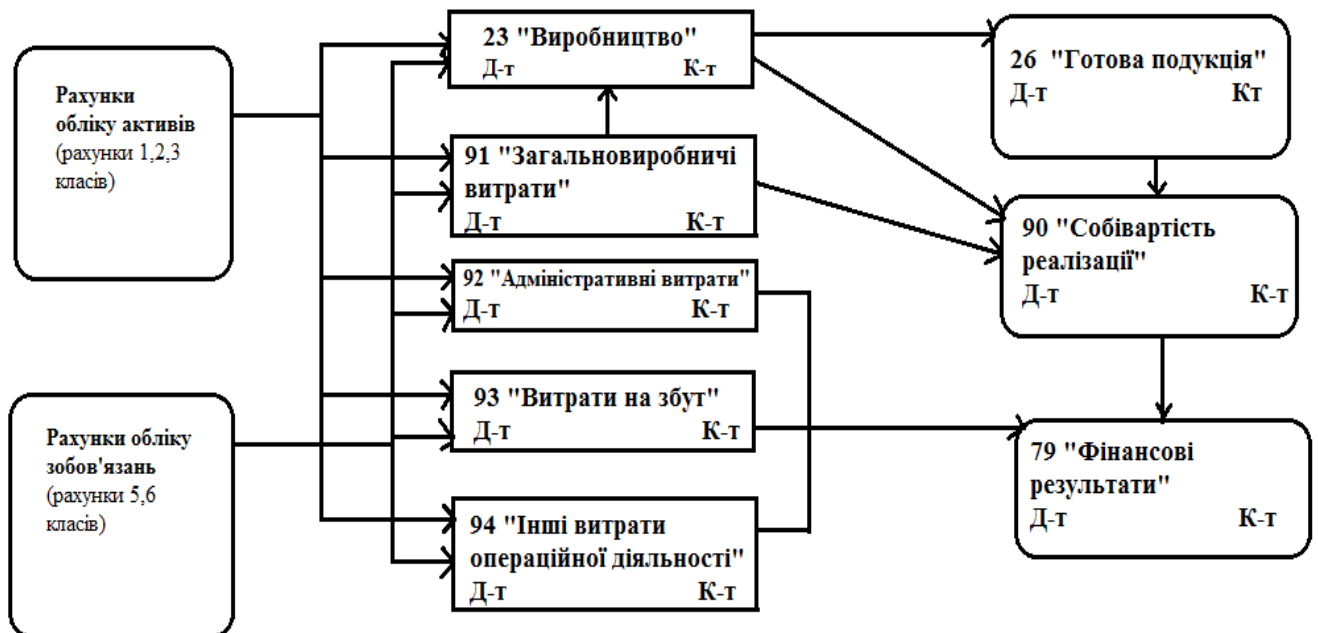 Рахунки
обліку активів
(рахунки 1,2,3
класів)
Рахунки обліку
зобов'язань
(рахунки 5,6
класів)
23 "Виробництво"
Д-т К-т
91 "Загальновиробничі
витрати"
Д-т К-т
92 "Адміністративні витрати"
Д-т К-т
93 "Витрати на збут"
Д-т К-т
94 "Інші витрати
операційної діяльності"
Д-т К-т
26 "Готова подукція"
Д-т Кт
90 "Собівартість
реалізації"
Д-т К-т
79 "Фінансові
результати"
Д-т К-т